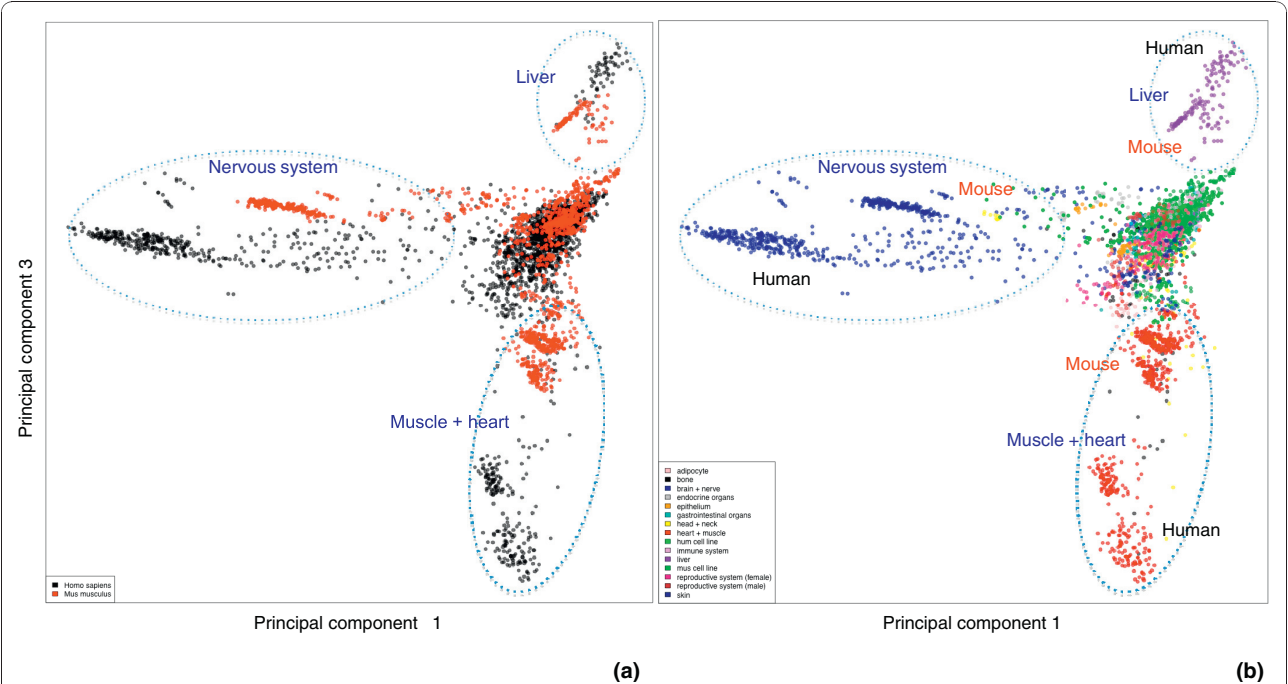 Liver
Nervous system
Muscle + heart
Principal component 3
Homo sapiens
Mus musculus
Principal component 1
(a)
Human
Liver
Mouse
Nervous system
Mouse
Human
Mouse
Muscle + heart
Human
adipocyte
bone
brain + nerve
endocrine organs
epithelium
gastrointestinal organs
head + neck
heart + muscle
hum cell line
immune system
liver
mus cell line
reproductive system (female)
reproductive system (male)
skin
Principal component 1
(b)